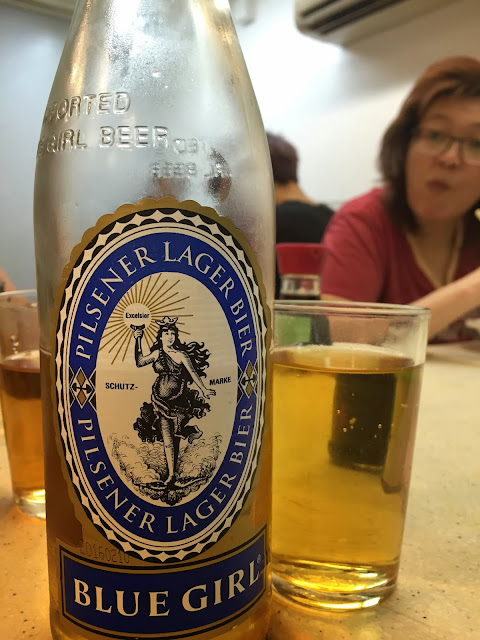 PORTED
GIRL BEER
PILSENER LAGER BIER
Excelsior
SCHUTZ- MARKE
PILSENER LAGER BIER
BLUE GIRL®